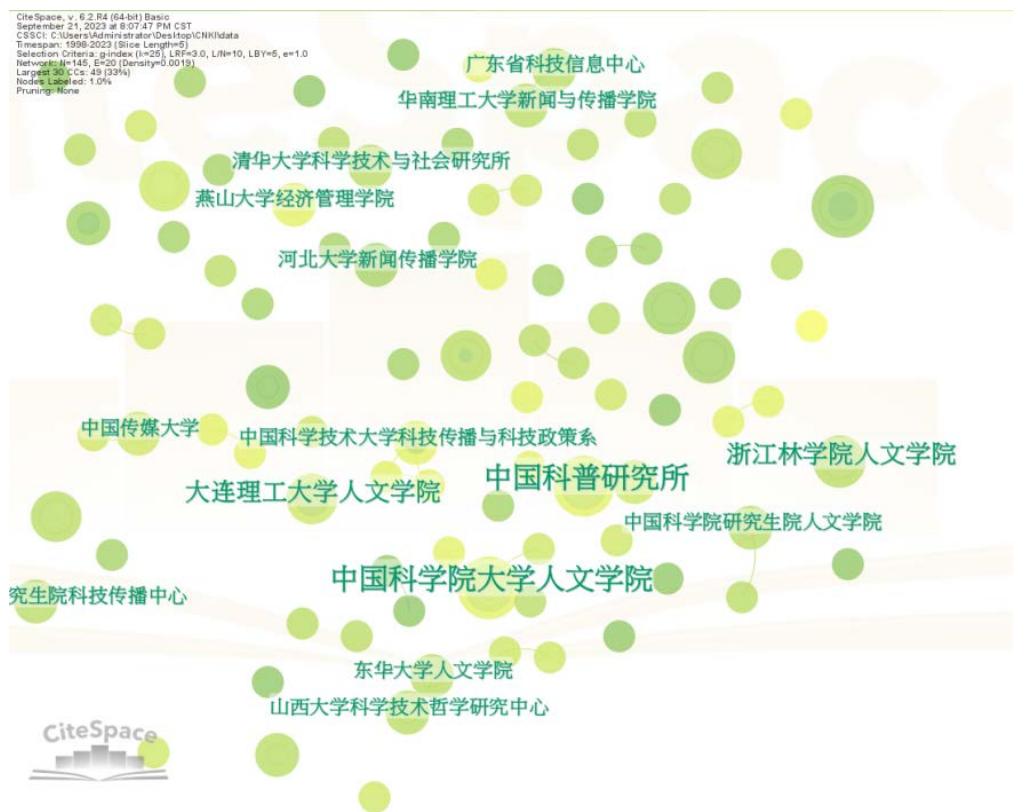 CiteSpace, v. 6.2.R4 (64-bit) Basic
September 21, 2023 at 8:07:47 PM CST
CSSCI: C:\Users\Administrator\Desktop\CNKI\data
Timespan: 1998-2023 (Slice Length=5)
Selection Criteria: g-index (k=25), LRF=3.0, L/N=10, LBY=5, e=1.0
Network: N=145, E=20 (Density=0.0019)
Largest 30 CCs: 49 (33%)
Nodes Labeled: 1.0%
Pruning: None
广东省科技信息中心
华南理工大学新闻与传播学院
清华大学科学技术与社会研究所
燕山大学经济管理学院
河北大学新闻传播学院
中国传媒大学
中国科学技术大学科技传播与科技政策系
浙江林学院人文学院
中国科普研究所
大连理工大学人文学院
中国科学院研究生院人文学院
中国科学院大学人文学院
究生院科技传播中心
东华大学人文学院
山西大学科学技术哲学研究中心
CiteSpace